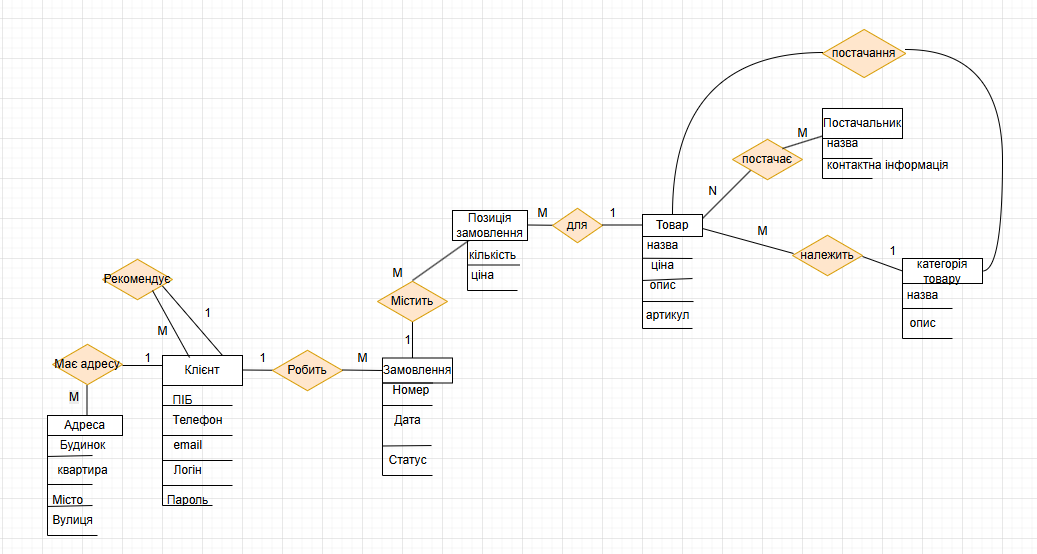 постачання
Постачальник
M
назва
постачає
контактна інформація
N
Позиція
замовлення
M
для
1
Товар
M
назва
кількість
ціна
ціна
опис
артикул
належить
1
категорія
товару
назва
опис
Рекомендує
M
Містить
1
M
1
Має адресу
1
Клієнт
1
Робить
M
Замовлення
M
ПІБ
Номер
Адреса
Телефон
Дата
Будинок
email
Статус
квартира
Логін
Місто
Пароль
Вулиця